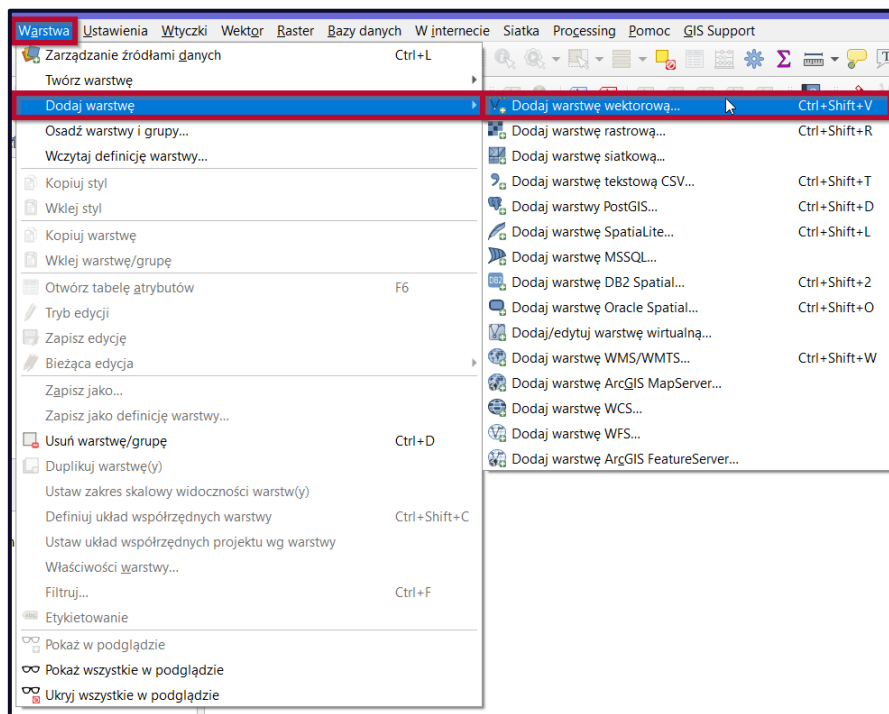 Warstwa Ustawienia Wtyczki Wektor Raster Bazy danych W internecie Siatka Processing Pomoc GIS Support
Zarządzanie źródłami danych Ctrl+L
Twórz warstwę
Dodaj warstwę
Osadź warstwy i grupy...
Wczytaj definicję warstwy...
Kopiuj styl
Wklej styl
Kopiuj warstwę
Wklej warstwę/grupę
Otwórz tabelę atrybutów F6
Tryb edycji
Zapisz edycję
Bieżąca edycja
Zapisz jako...
Zapisz jako definicję warstwy...
Usuń warstwę/grupę Ctrl+D
Duplikuj warstwę(y)
Ustaw zakres skalowy widoczności warstw(y)
Definiuj układ współrzędnych warstwy Ctrl+Shift+C
Ustaw układ współrzędnych projektu wg warstwy
Właściwości warstwy...
Filtruj... Ctrl+F
Etykietowanie
Pokaż w podglądzie
Pokaż wszystkie w podglądzie
Ukryj wszystkie w podglądzie
Dodaj warstwę wektorową... Ctrl+Shift+V
Dodaj warstwę rastrową... Ctrl+Shift+R
Dodaj warstwę siatkową...
Dodaj warstwę tekstową CSV... Ctrl+Shift+T
Dodaj warstwy PostGIS... Ctrl+Shift+D
Dodaj warstwę SpatiaLite... Ctrl+Shift+L
Dodaj warstwę MSSQL...
Dodaj warstwę DB2 Spatial... Ctrl+Shift+2
Dodaj warstwę Oracle Spatial... Ctrl+Shift+O
Dodaj/edytuj warstwę wirtualną...
Dodaj warstwę WMS/WMTS... Ctrl+Shift+W
Dodaj warstwę ArcGIS MapServer...
Dodaj warstwę WCS...
Dodaj warstwę WFS...
Dodaj warstwę ArcGIS FeatureServer...